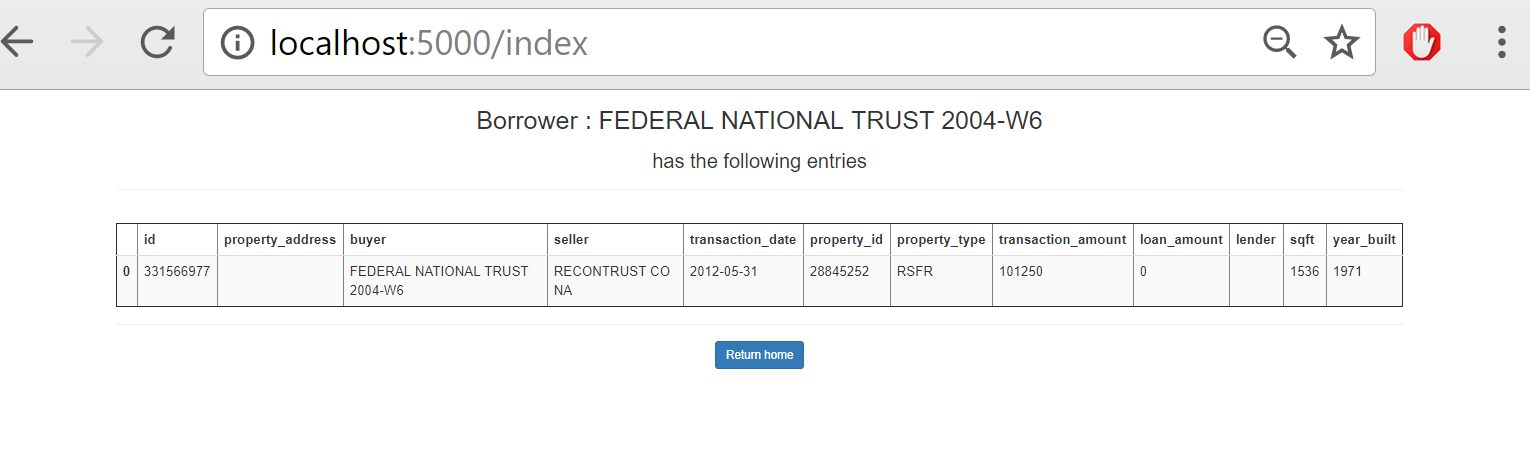 localhost:5000/index
Borrower : FEDERAL NATIONAL TRUST 2004-W6
has the following entries
id property_address buyer seller transaction_date property_id property_type transaction_amount loan_amount lender sqft year_built
0 331566977 FEDERAL NATIONAL TRUST RECONTRUST CO 2012-05-31 28845252 RSFR 101250 0 1536 1971
2004-W6 NA
Return home